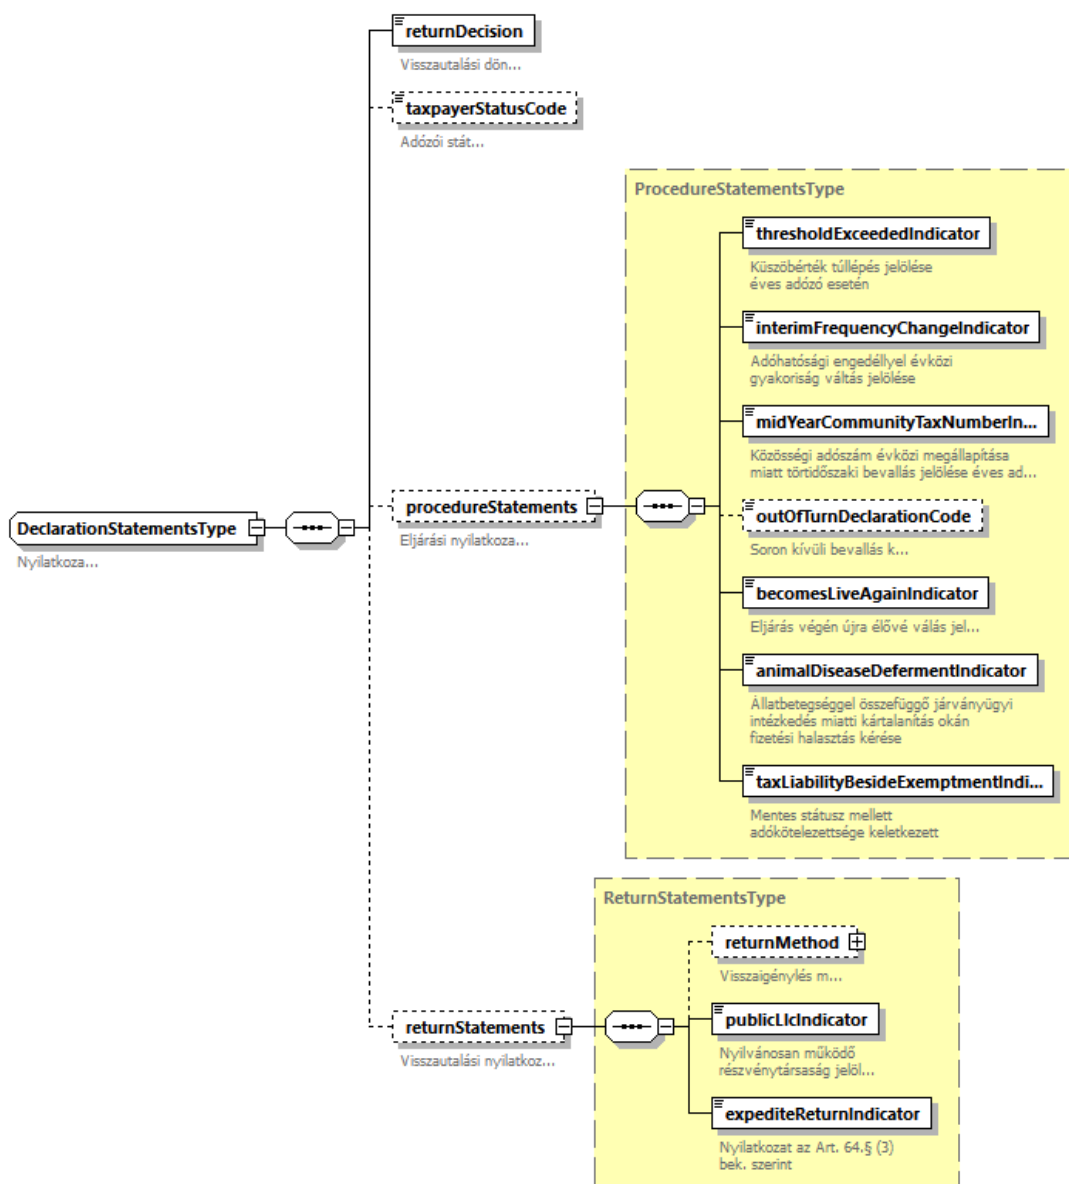 returnDecision
Visszautalási dön...
taxpayerStatusCode
Adózói stát...
ProcedureStatementsType
thresholdExceededIndicator
Küszöbérték túllépés jelölése
éves adózó esetén
interimFrequencyChangeIndicator
Adóhatósági engedéllyel évközi
gyakoriság váltás jelölése
midYearCommunityTaxNumberIn...
Közösségi adószám évközi megállapítása
miatt törtidőszaki bevallás jelölése éves ad...
procedureStatements
Eljárási nyilatkoza...
outOfTurnDeclarationCode
Soron kívüli bevallás k...
DeclarationStatementsType
Nyilatkoza...
becomesLiveAgainIndicator
Eljárás végén újra élővé válás jel...
animalDiseaseDefermentIndicator
Állatbetegséggel összefüggő járványügyi
intézkedés miatti kártalanítás okán
fizetési halasztás kérése
taxLiabilityBesideExemptmentIndi...
Mentes státusz mellett
adókötelezettsége keletkezett
ReturnStatementsType
returnMethod
Visszaigénylés m...
publicLlcIndicator
Nyilvánosan működő
részvénytársaság jelöl...
returnStatements
Visszautalási nyilatkoz...
expediteReturnIndicator
Nyilatkozat az Art. 64.§ (3)
bek. szerint